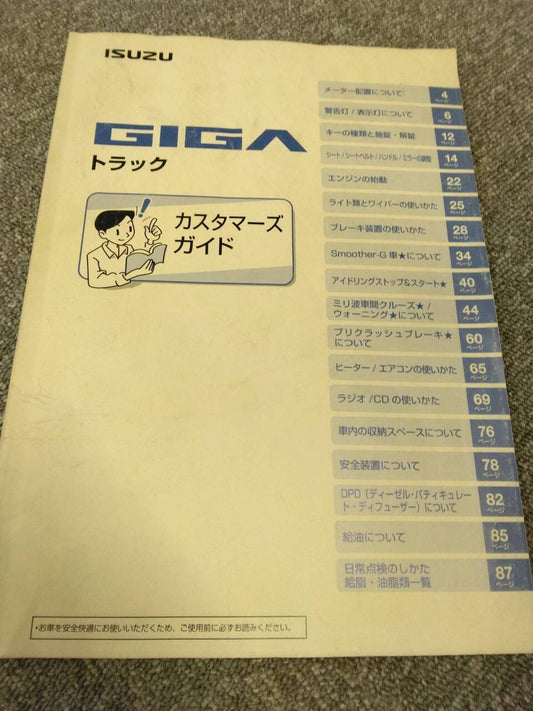 ISUZU
GIGA
トラック
カスタマーズ
ガイド
メーター配置について 4 ページ
警告灯/表示灯について 6 ページ
キーの種類と施錠・解錠 12 ページ
シート/シートベルト/ハンドル/ミラーの調整 14 ページ
エンジンの始動 22 ページ
ライト類とワイパーの使いかた 25 ページ
ブレーキ装置の使いかた 28 ページ
Smoother-G 車★について 34 ページ
アイドリングストップ&スタート★ 40 ページ
ミリ波車間クルーズ★/
ウォーニング★について 44 ページ
プリクラッシュブレーキ★
について 60 ページ
ヒーター/エアコンの使いかた 65 ページ
ラジオ/CDの使いかた 69 ページ
車内の収納スペースについて 76 ページ
安全装置について 78 ページ
DPD(ディーゼル・パティキュレー
ト・ディフューザー)について 82 ページ
給油について 85 ページ
日常点検のしかた
給脂・油脂類一覧 87 ページ
•お車を安全快適にお使いいただくため、ご使用前に必ずお読みください。